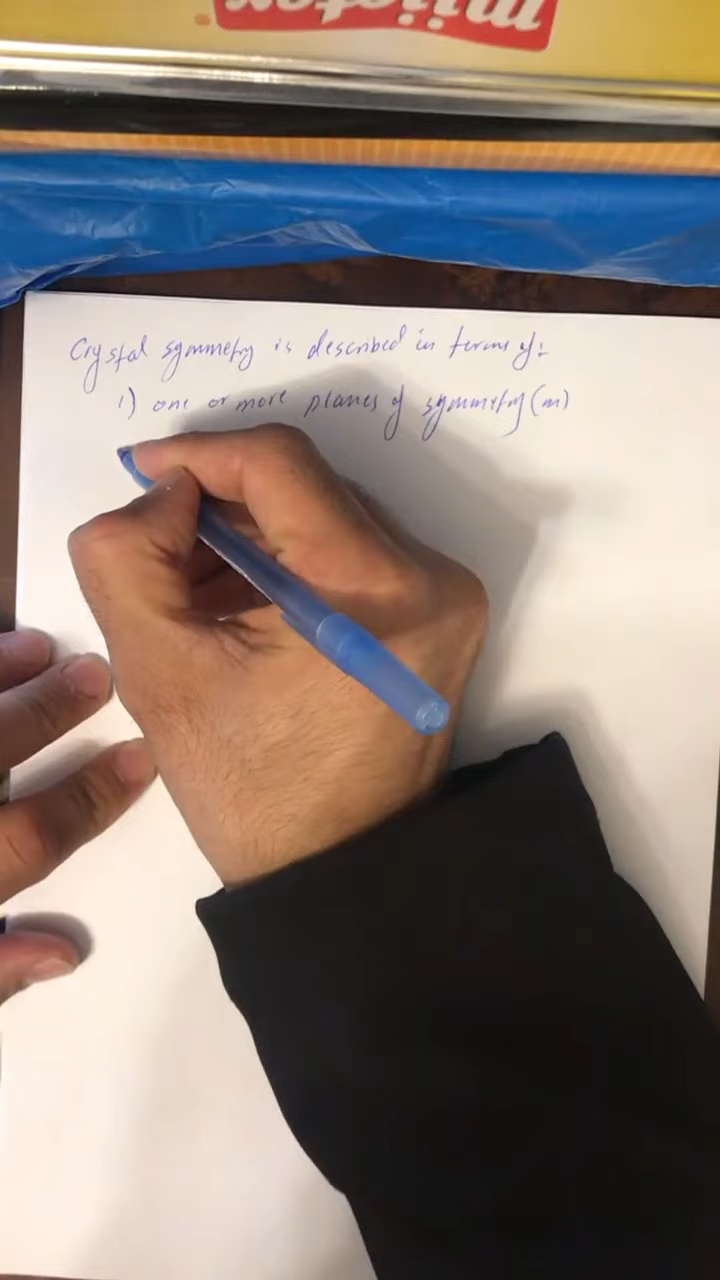 Crystal symmetry is described in terms of:
1) one or more planes of symmetry (m)